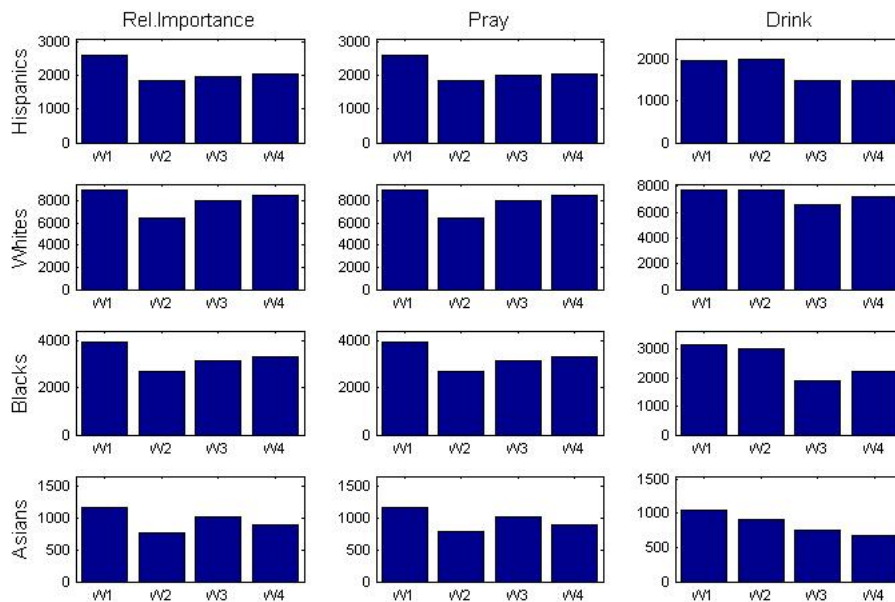 Rel.Importance Pray Drink
Hispanics
3000 3000
2000 2000 2000
1000 1000 1000
0 0 0
W1 W2 W3 W4 W1 W2 W3 W4 W1 W2 W3 W4
Whites
8000 8000 8000
6000 6000 6000
4000 4000 4000
2000 2000 2000
0 0 0
W1 W2 W3 W4 W1 W2 W3 W4 W1 W2 W3 W4
Blacks
4000 4000 3000
2000 2000 2000
1000
0 0 0
W1 W2 W3 W4 W1 W2 W3 W4 W1 W2 W3 W4
Asians
1500 1500 1500
1000 1000 1000
500 500 500
0 0 0
W1 W2 W3 W4 W1 W2 W3 W4 W1 W2 W3 W4